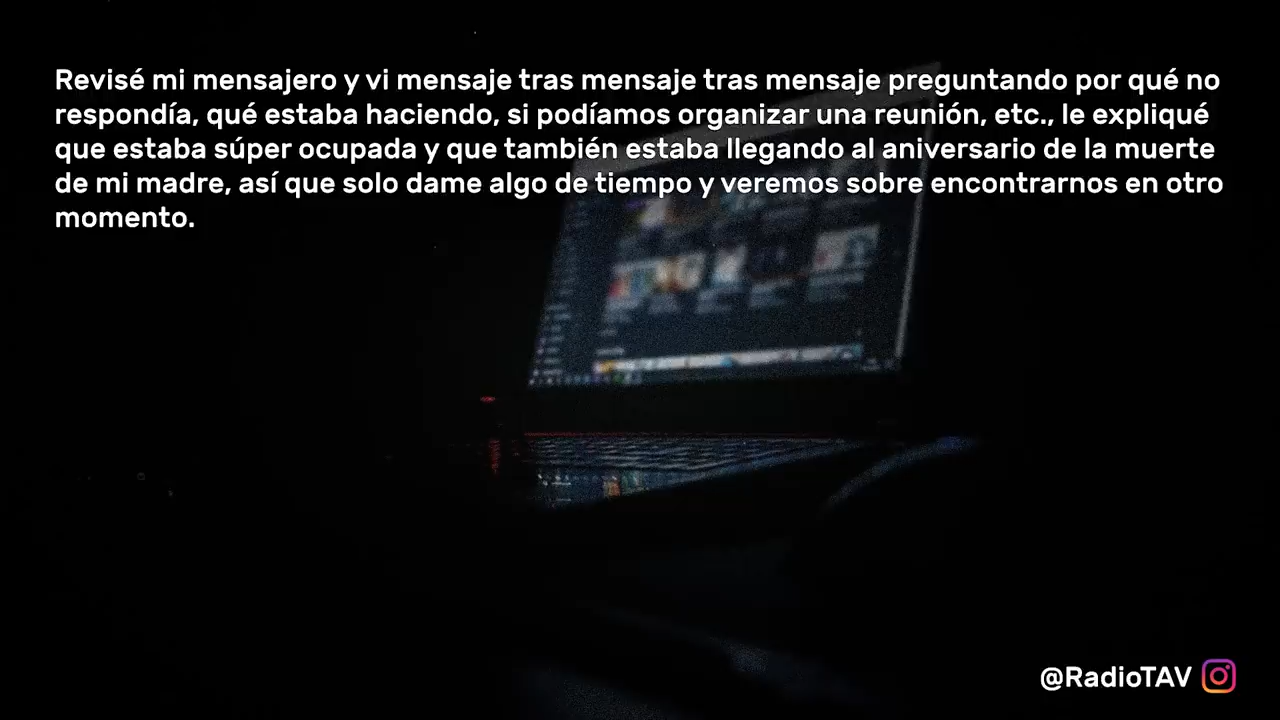 Revisé mi mensajero y vi mensaje tras mensaje tras mensaje preguntando por qué no
respondía, qué estaba haciendo, si podíamos organizar una reunión, etc., le expliqué
que estaba súper ocupada y que también estaba llegando al aniversario de la muerte
de mi madre, así que solo dame algo de tiempo y veremos sobre encontrarnos en otro
momento.
@RadioTAV